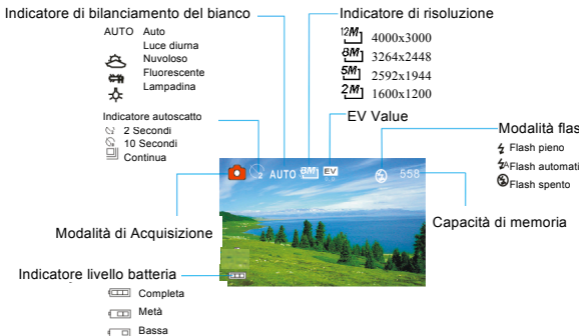 Indicatore di bilanciamento del bianco
AUTO Auto
Luce diurna
Nuvoloso
Fluorescente
Lampadina
Indicatore autoscatto
2 Secondi
10 Secondi
Continua
Indicatore di risoluzione
12M 4000x3000
8M 3264x2448
5M 2592x1944
2M 1600x1200
EV Value
Modalità flas
Flash pieno
Flash automati
Flash spento
AUTO 8M EV 558
Modalità di Acquisizione
Capacità di memoria
Indicatore livello batteria
Completa
Metà
Bassa